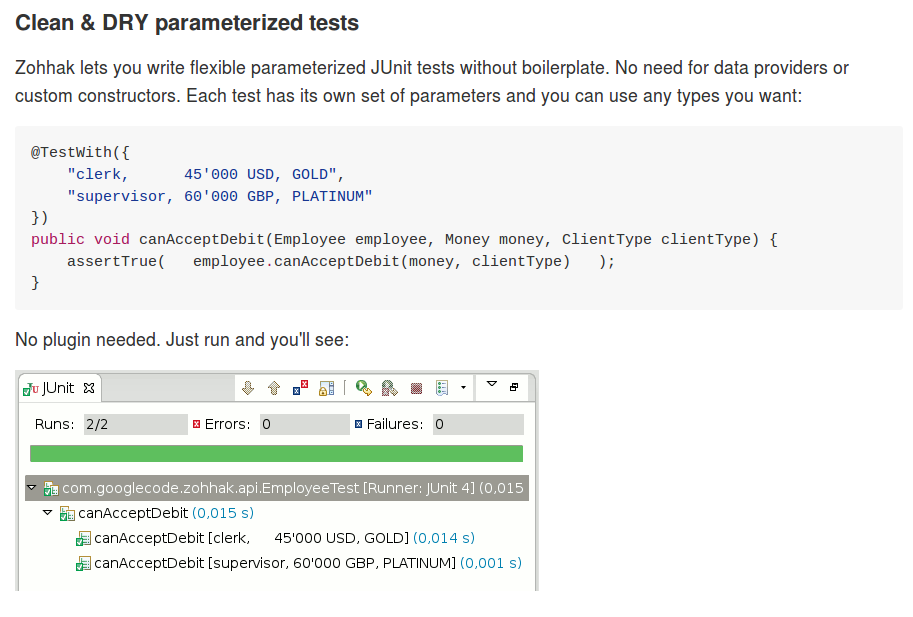 Clean & DRY parameterized tests
Zohhak lets you write flexible parameterized JUnit tests without boilerplate. No need for data providers or
custom constructors. Each test has its own set of parameters and you can use any types you want:
@TestWith({
    "clerk,      45'000 USD, GOLD",
    "supervisor, 60'000 GBP, PLATINUM"
})
public void canAcceptDebit(Employee employee, Money money, ClientType clientType) {
    assertTrue(   employee.canAcceptDebit(money, clientType)   );
}
No plugin needed. Just run and you'll see:
JUnit
Runs: 2/2 Errors: 0 Failures: 0
com.googlecode.zohhak.api.EmployeeTest [Runner: JUnit 4] (0,015
canAcceptDebit (0,015 s)
canAcceptDebit [clerk,      45'000 USD, GOLD] (0,014 s)
canAcceptDebit [supervisor, 60'000 GBP, PLATINUM] (0,001 s)